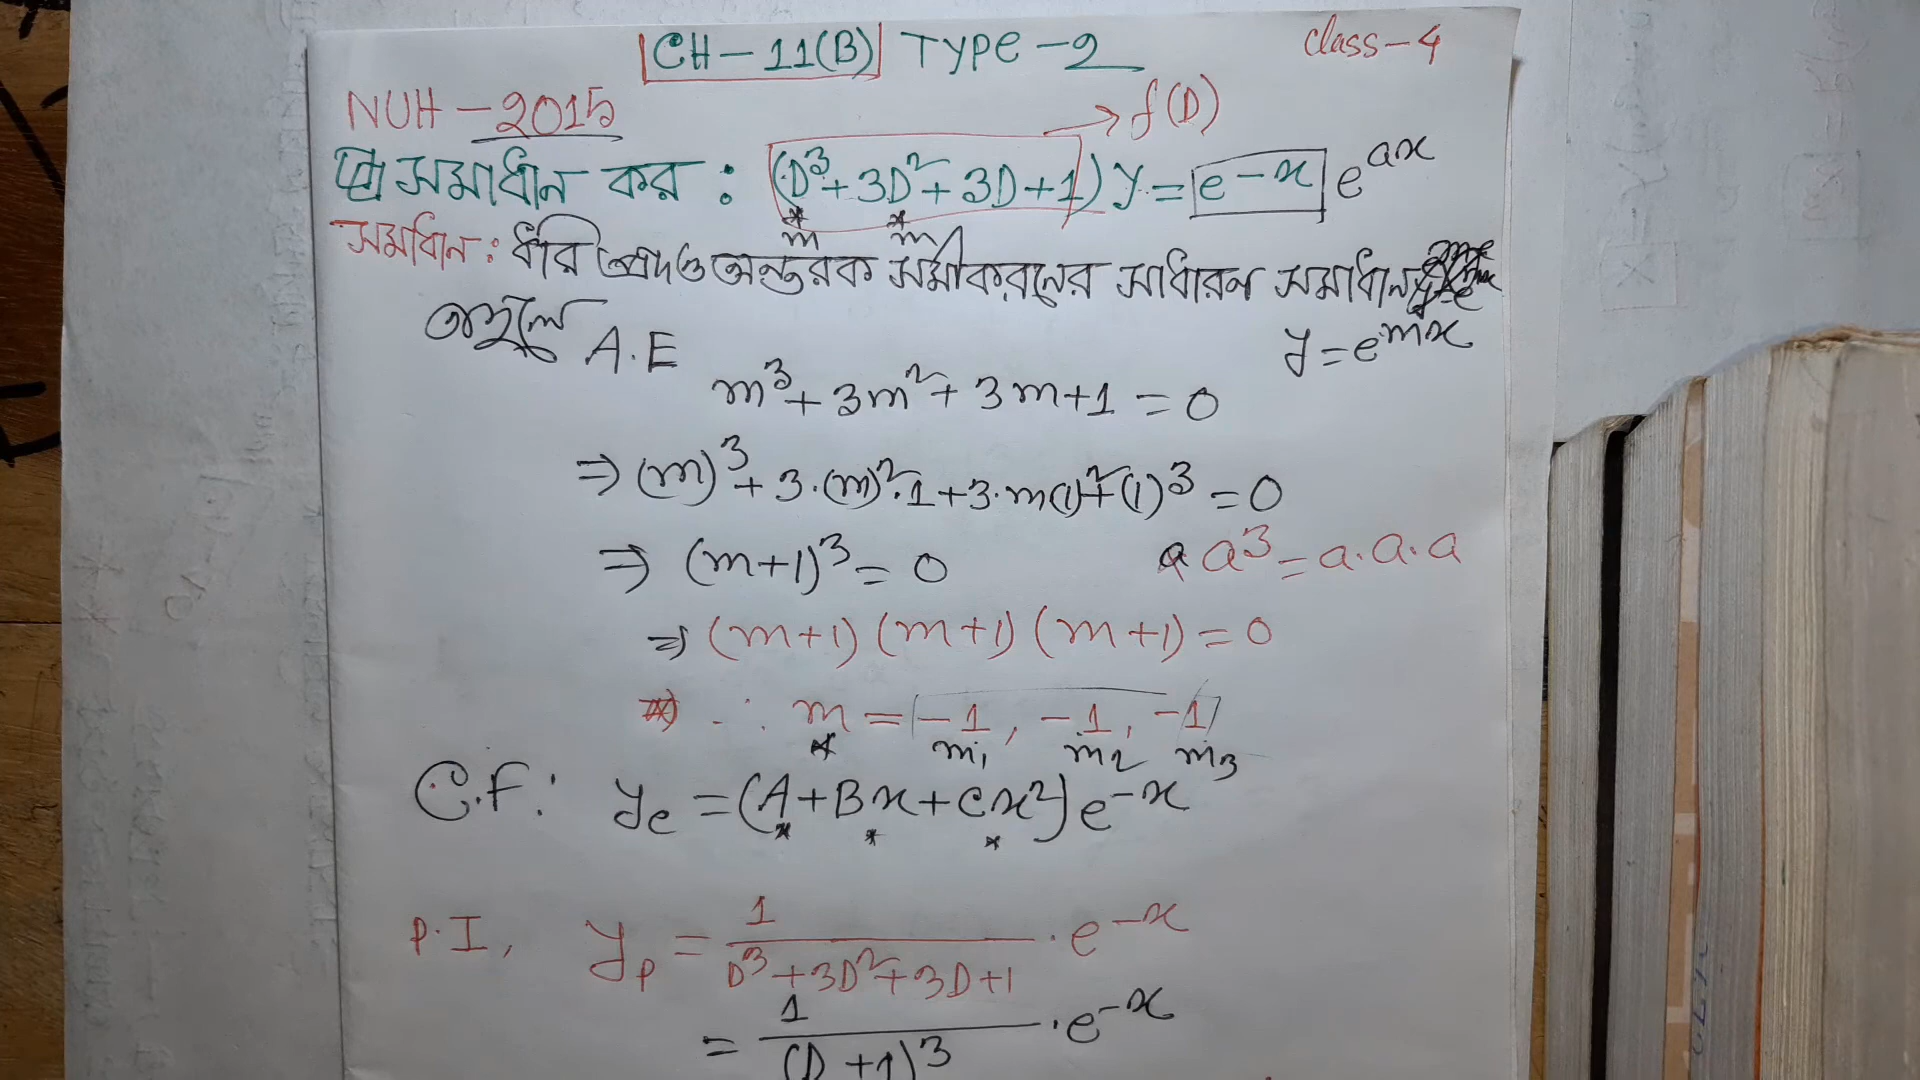 CH-11(B) Type-2 class-4
NUH-2015 → f(D)
সমাধান কর : (D³+3D²+3D+1) y = e^-x e^ax
m m
সমাধান : ধরি প্রদত্ত অন্তরক সমীকরনের সাধারন সমাধান
y = e^mx
A.E
m³+3m²+3m+1 = 0
⇒ (m)³+3.(m)².1+3.m(1)²+(1)³ = 0
⇒ (m+1)³ = 0 a a³ = a.a.a
⇒ (m+1) (m+1) (m+1) = 0
∴ m = -1, -1, -1
* m₁ m₂ m₃
C.F: y_c = (A+Bx+Cx²)e^-x
* * *
P.I, y_p = 1/(D³+3D²+3D+1) . e^-x
= 1/(D+1)³ . e^-x